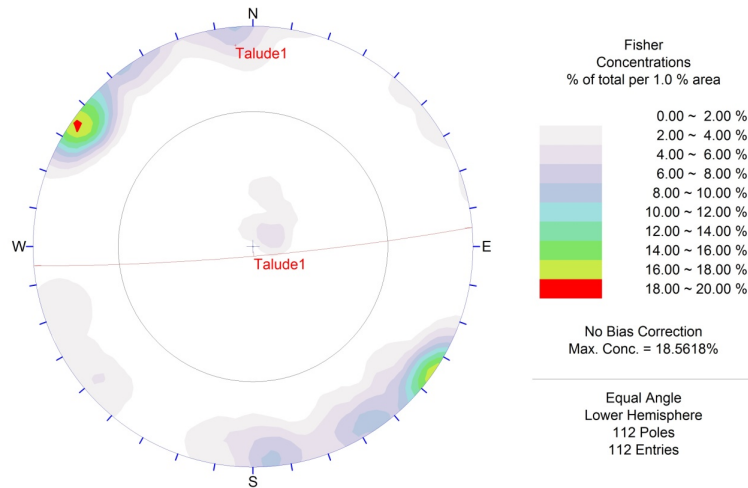 N
Talude1
W
E
Talude1
S
Fisher
Concentrations
% of total per 1.0 % area
0.00 ~ 2.00 %
2.00 ~ 4.00 %
4.00 ~ 6.00 %
6.00 ~ 8.00 %
8.00 ~ 10.00 %
10.00 ~ 12.00 %
12.00 ~ 14.00 %
14.00 ~ 16.00 %
16.00 ~ 18.00 %
18.00 ~ 20.00 %
No Bias Correction
Max. Conc. = 18.5618%
Equal Angle
Lower Hemisphere
112 Poles
112 Entries